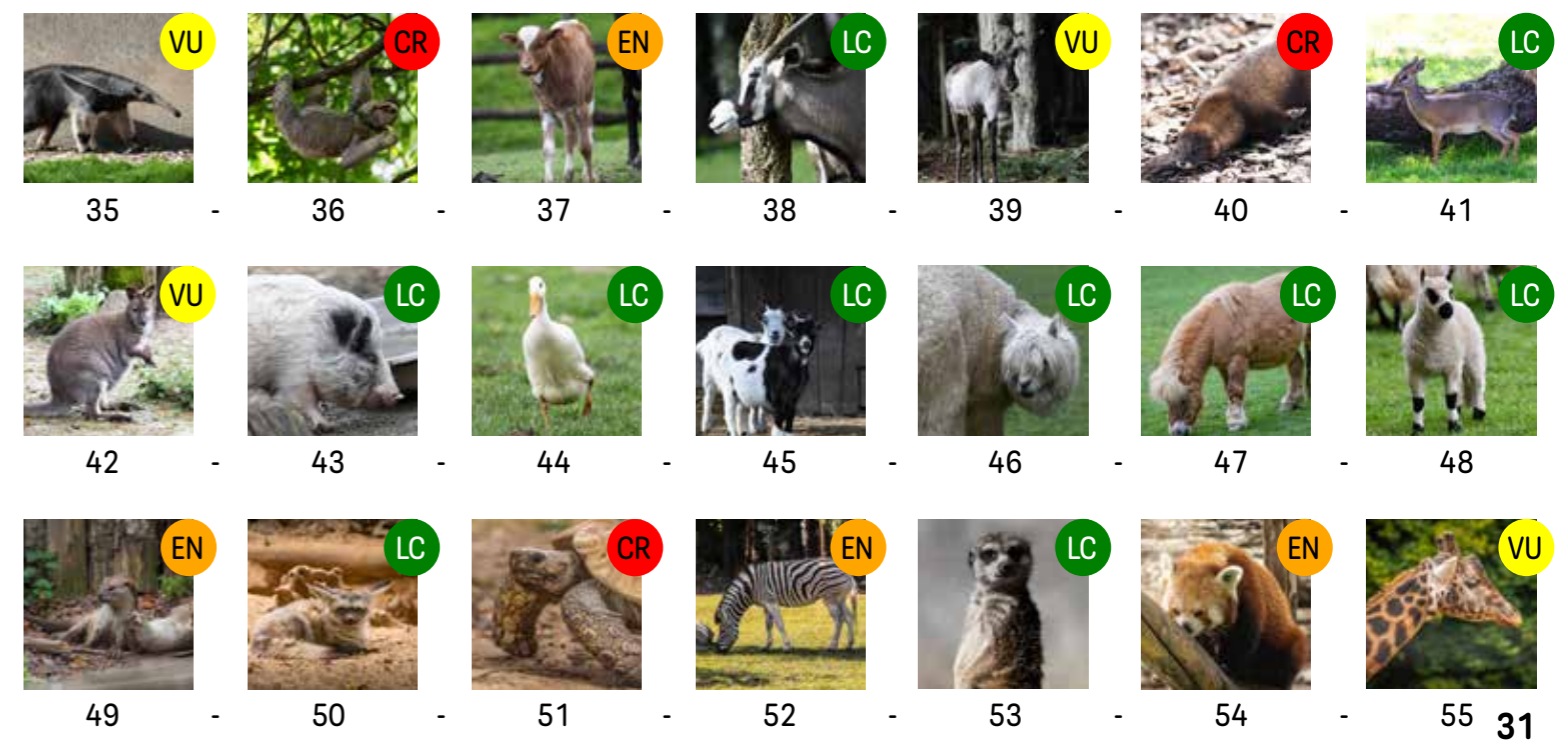 VU CR EN LC VU CR LC
35 - 36 - 37 - 38 - 39 - 40 - 41
VU LC LC LC LC LC LC
42 - 43 - 44 - 45 - 46 - 47 - 48
EN LC CR EN LC EN VU
49 - 50 - 51 - 52 - 53 - 54 - 55
31